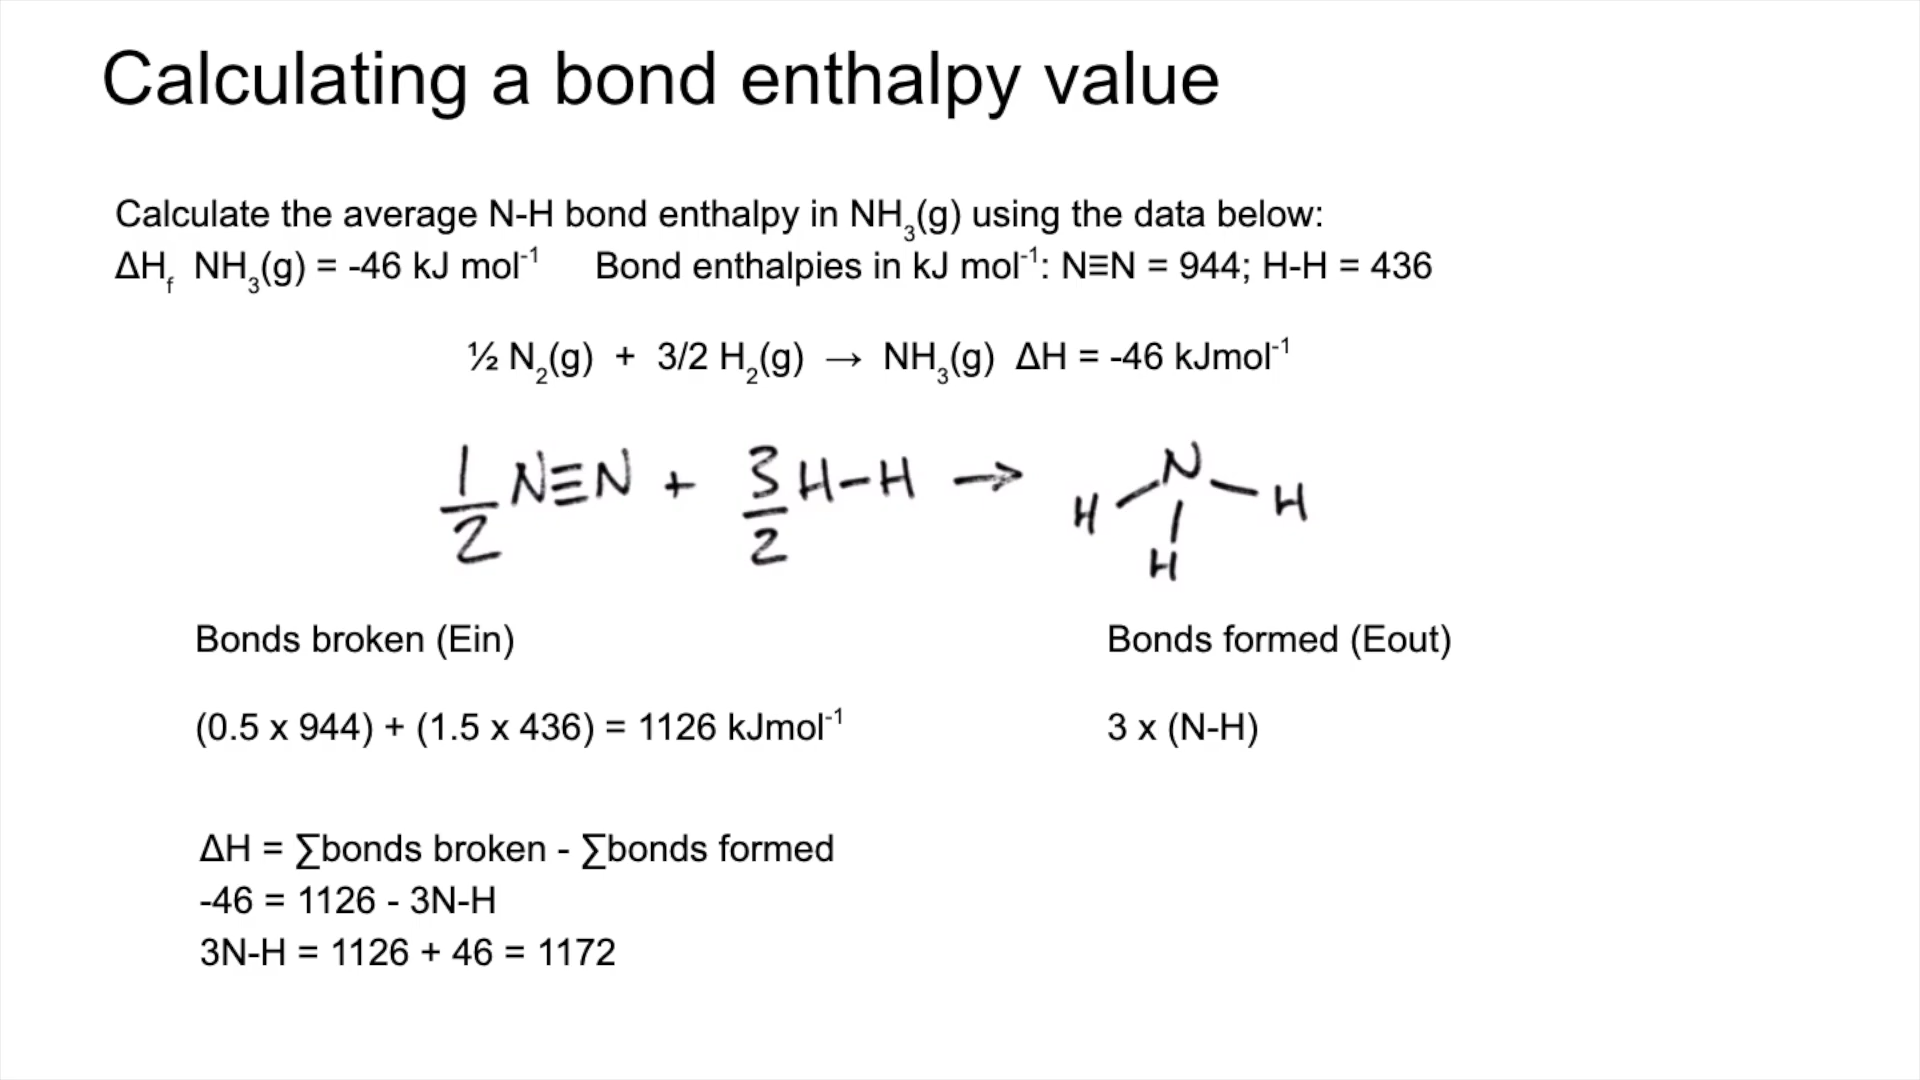 Calculating a bond enthalpy value
Calculate the average N-H bond enthalpy in NH₃(g) using the data below:
ΔH_f NH₃(g) = -46 kJ mol⁻¹ Bond enthalpies in kJ mol⁻¹: N≡N = 944; H-H = 436
½ N₂(g) + 3/2 H₂(g) → NH₃(g) ΔH = -46 kJmol⁻¹
1/2 N≡N + 3/2 H-H → N
H H
H
Bonds broken (Ein) Bonds formed (Eout)
(0.5 x 944) + (1.5 x 436) = 1126 kJmol⁻¹ 3 x (N-H)
ΔH = ∑bonds broken - ∑bonds formed
-46 = 1126 - 3N-H
3N-H = 1126 + 46 = 1172